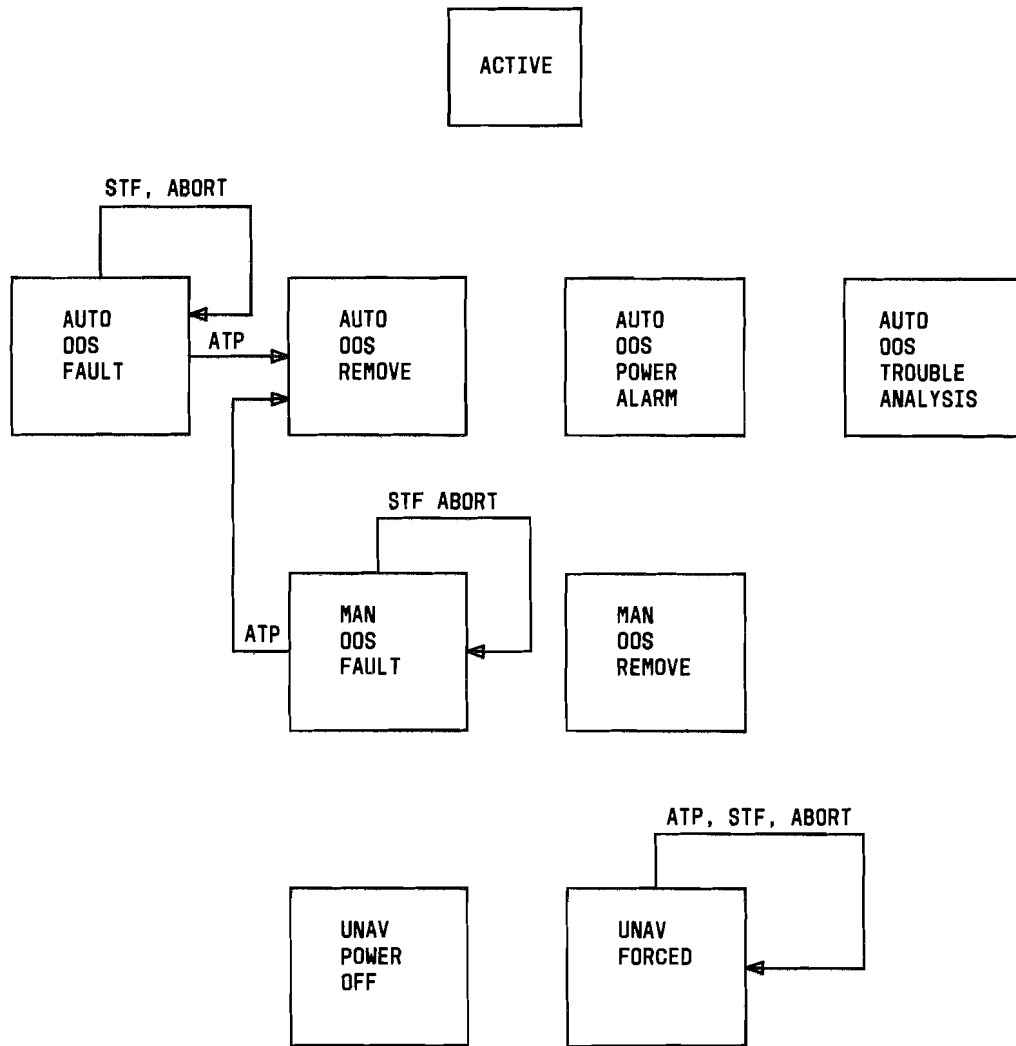 ACTIVE
STF, ABORT
AUTO
OOS
FAULT
ATP
AUTO
OOS
REMOVE
AUTO
OOS
POWER
ALARM
AUTO
OOS
TROUBLE
ANALYSIS
STF ABORT
ATP
MAN
OOS
FAULT
MAN
OOS
REMOVE
ATP, STF, ABORT
UNAV
POWER
OFF
UNAV
FORCED